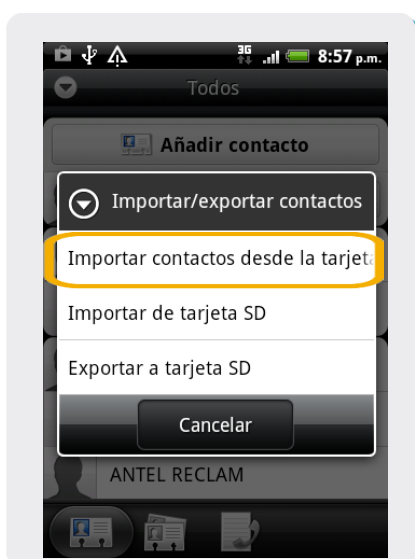 3G 8:57 p.m.
Todos
Añadir contacto
Importar/exportar contactos
Importar contactos desde la tarjeta
Importar de tarjeta SD
Exportar a tarjeta SD
Cancelar
ANTEL RECLAM